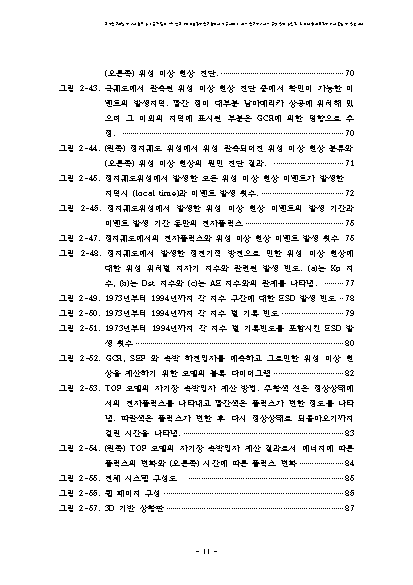 (오른쪽) 위성 이상 현상 진단. 70
그림 2-43. 극궤도에서 관측된 위성 이상 현상 진단 중에서 확인이 가능한 이
벤트의 발생지역. 빨간 점이 대부분 남아메리카 상공에 위치해 있
으며 그 이외의 지역에 표시된 부분은 GCR에 의한 영향으로 추
정. 70
그림 2-44. (왼쪽) 정지궤도 위성에서 위성 관측되어진 위성 이상 현상 분류와
(오른쪽) 위성 이상 현상의 원인 진단 결과. 71
그림 2-45. 정지궤도위성에서 발생한 모든 위성 이상 현상 이벤트가 발생한
지역시 (local time)과 이벤트 발생 횟수. 72
그림 2-46. 정지궤도위성에서 발생한 위성 이상 현상 이벤트의 발생 기간과
이벤트 발생 기간 동안의 전자플럭스 75
그림 2-47. 정지궤도에서의 전자플럭스와 위성 이상 현상 이벤트 발생 횟수 75
그림 2-48. 정지궤도에서 발생한 정전기적 방전으로 인한 위성 이상 현상에
대한 위성 위치별 지자기 지수와 관련된 발생 빈도. (a)는 Kp 지
수, (b)는 Dst 지수와 (c)는 AE 지수와의 관계를 나타냄. 77
그림 2-49. 1973년부터 1994년까지 각 지수 구간에 대한 ESD 발생 빈도 78
그림 2-50. 1973년부터 1994년까지 각 지수 별 기록 빈도 79
그림 2-51. 1973년부터 1994년까지 각 지수 별 기록빈도를 포함시킨 ESD 발
생 횟수 80
그림 2-52. GCR, SEP 와 속박 하전입자를 예측하고 그로인한 위성 이상 현
상을 계산하기 위한 모델의 블록 다이어그램 82
그림 2-53. TOP 모델의 자기장 속박입자 계산 방법. 주황색 선은 정상상태에
서의 전자플럭스를 나타내고 빨간색은 플럭스가 변한 정도를 나타
냄. 파란색은 플럭스가 변한 후 다시 정상상태로 되돌아오기까지
걸린 시간을 나타냄. 83
그림 2-54. (왼쪽) TOP 모델의 자기장 속박입자 계산 결과로서 에너지에 따른
플럭스의 변화와 (오른쪽) 시간에 따른 플럭스 변화 84
그림 2-55. 전체 시스템 구성도 85
그림 2-56. 웹 페이지 구성 86
그림 2-57. 3D 기반 상황판 87
- 11 -